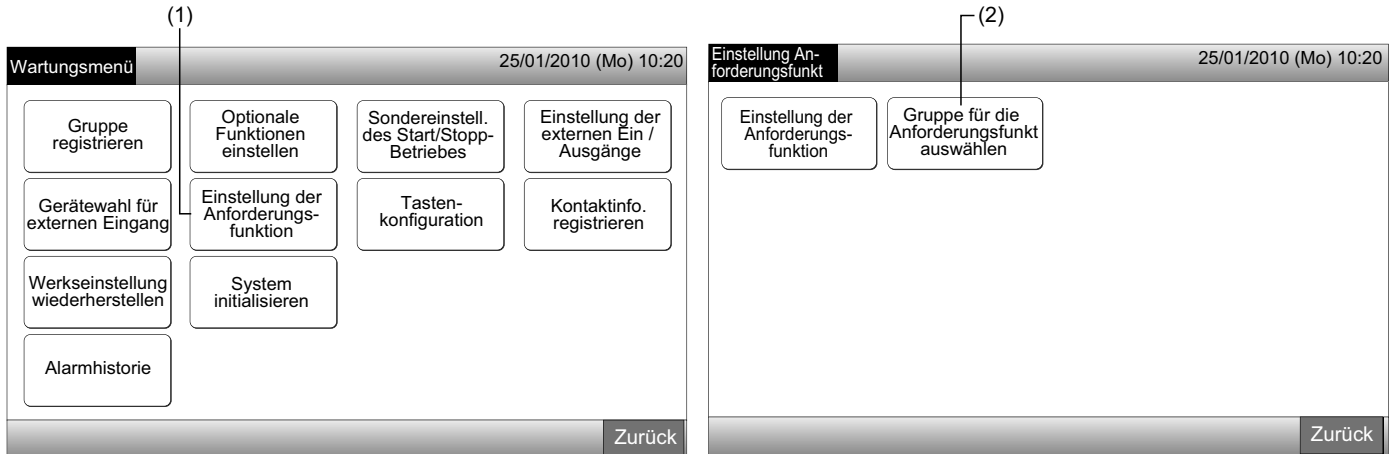 (1)
Wartungsmenü
25/01/2010 (Mo) 10:20
Gruppe
registrieren
Optionale
Funktionen
einstellen
Sondereinstell.
des Start/Stopp-
Betriebes
Einstellung der
externen Ein /
Ausgänge
Gerätewahl für
externen Eingang
Einstellung der
Anforderungs-
funktion
Tasten-
konfiguration
Kontaktinfo.
registrieren
Werkseinstellung
wiederherstellen
System
initialisieren
Alarmhistorie
Zurück
(2)
Einstellung An-
forderungsfunkt
25/01/2010 (Mo) 10:20
Einstellung der
Anforderungs-
funktion
Gruppe für die
Anforderungsfunkt
auswählen
Zurück